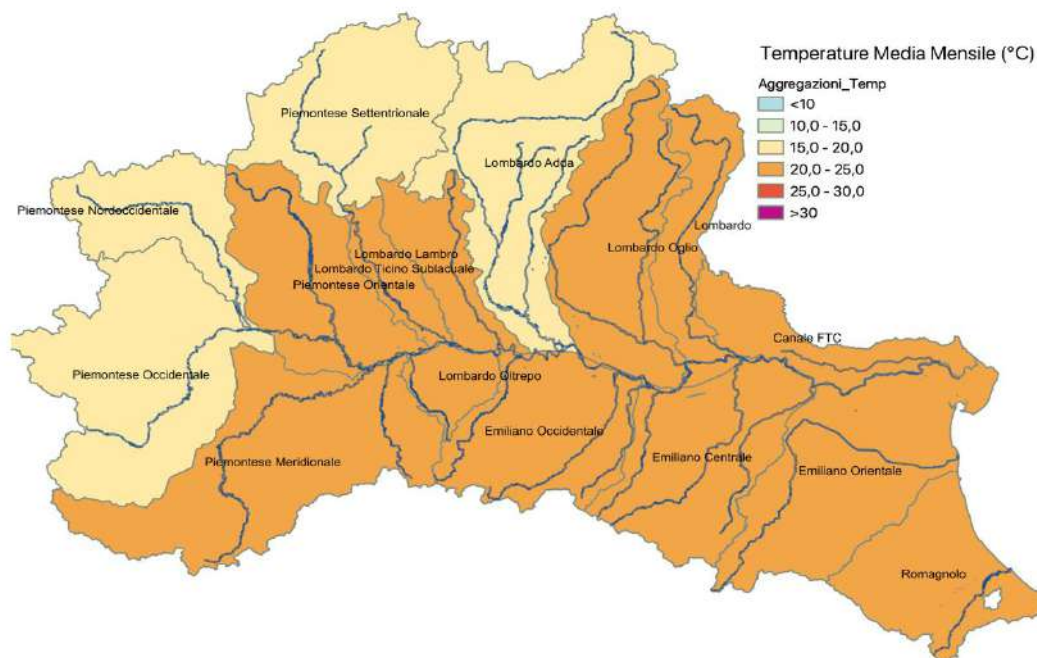 Temperature Media Mensile (°C)
Aggregazioni_Temp
<10
10,0 - 15,0
15,0 - 20,0
20,0 - 25,0
25,0 - 30,0
>30
Piemontese Settentrionale
Lombardo Adda
Piemontese Nordoccidentale
Lombardo
Lombardo Oglio
Lombardo Lambro
Lombardo Ticino Sublacuale
Piemontese Orientale
Canale FTC
Piemontese Occidentale
Lombardo Oltrepo
Emiliano Occidentale
Piemontese Meridionale
Emiliano Centrale
Emiliano Orientale
Romagnolo